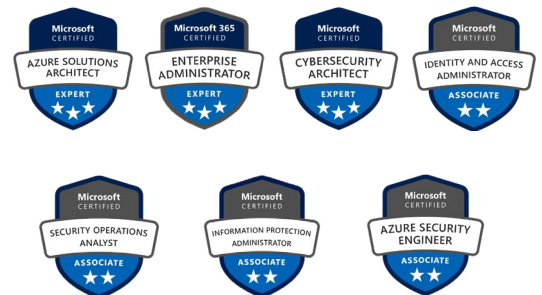 Microsoft
CERTIFIED
AZURE SOLUTIONS
ARCHITECT
EXPERT
Microsoft 365
CERTIFIED
ENTERPRISE
ADMINISTRATOR
EXPERT
Microsoft
CERTIFIED
CYBERSECURITY
ARCHITECT
EXPERT
Microsoft
CERTIFIED
IDENTITY AND ACCESS
ADMINISTRATOR
ASSOCIATE
Microsoft
CERTIFIED
SECURITY OPERATIONS
ANALYST
ASSOCIATE
Microsoft
CERTIFIED
INFORMATION PROTECTION
ADMINISTRATOR
ASSOCIATE
Microsoft
CERTIFIED
AZURE SECURITY
ENGINEER
ASSOCIATE